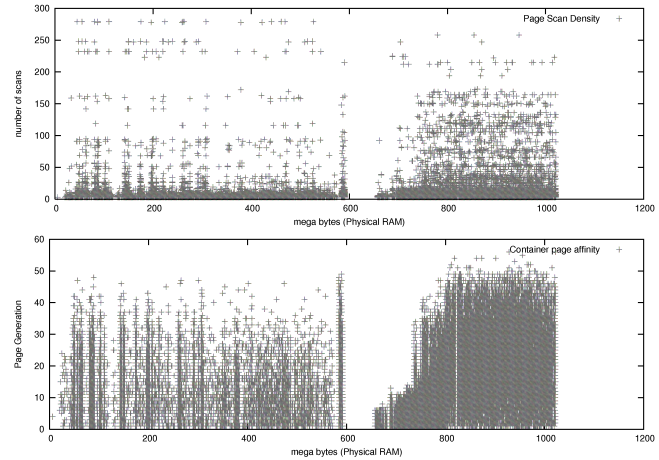 300
Page Scan Density
250
200
number of scans
150
100
50
0
0 200 400 600 800 1000 1200
mega bytes (Physical RAM)
60
Container page affinity
50
40
Page Generation
30
20
10
0
0 200 400 600 800 1000 1200
mega bytes (Physical RAM)